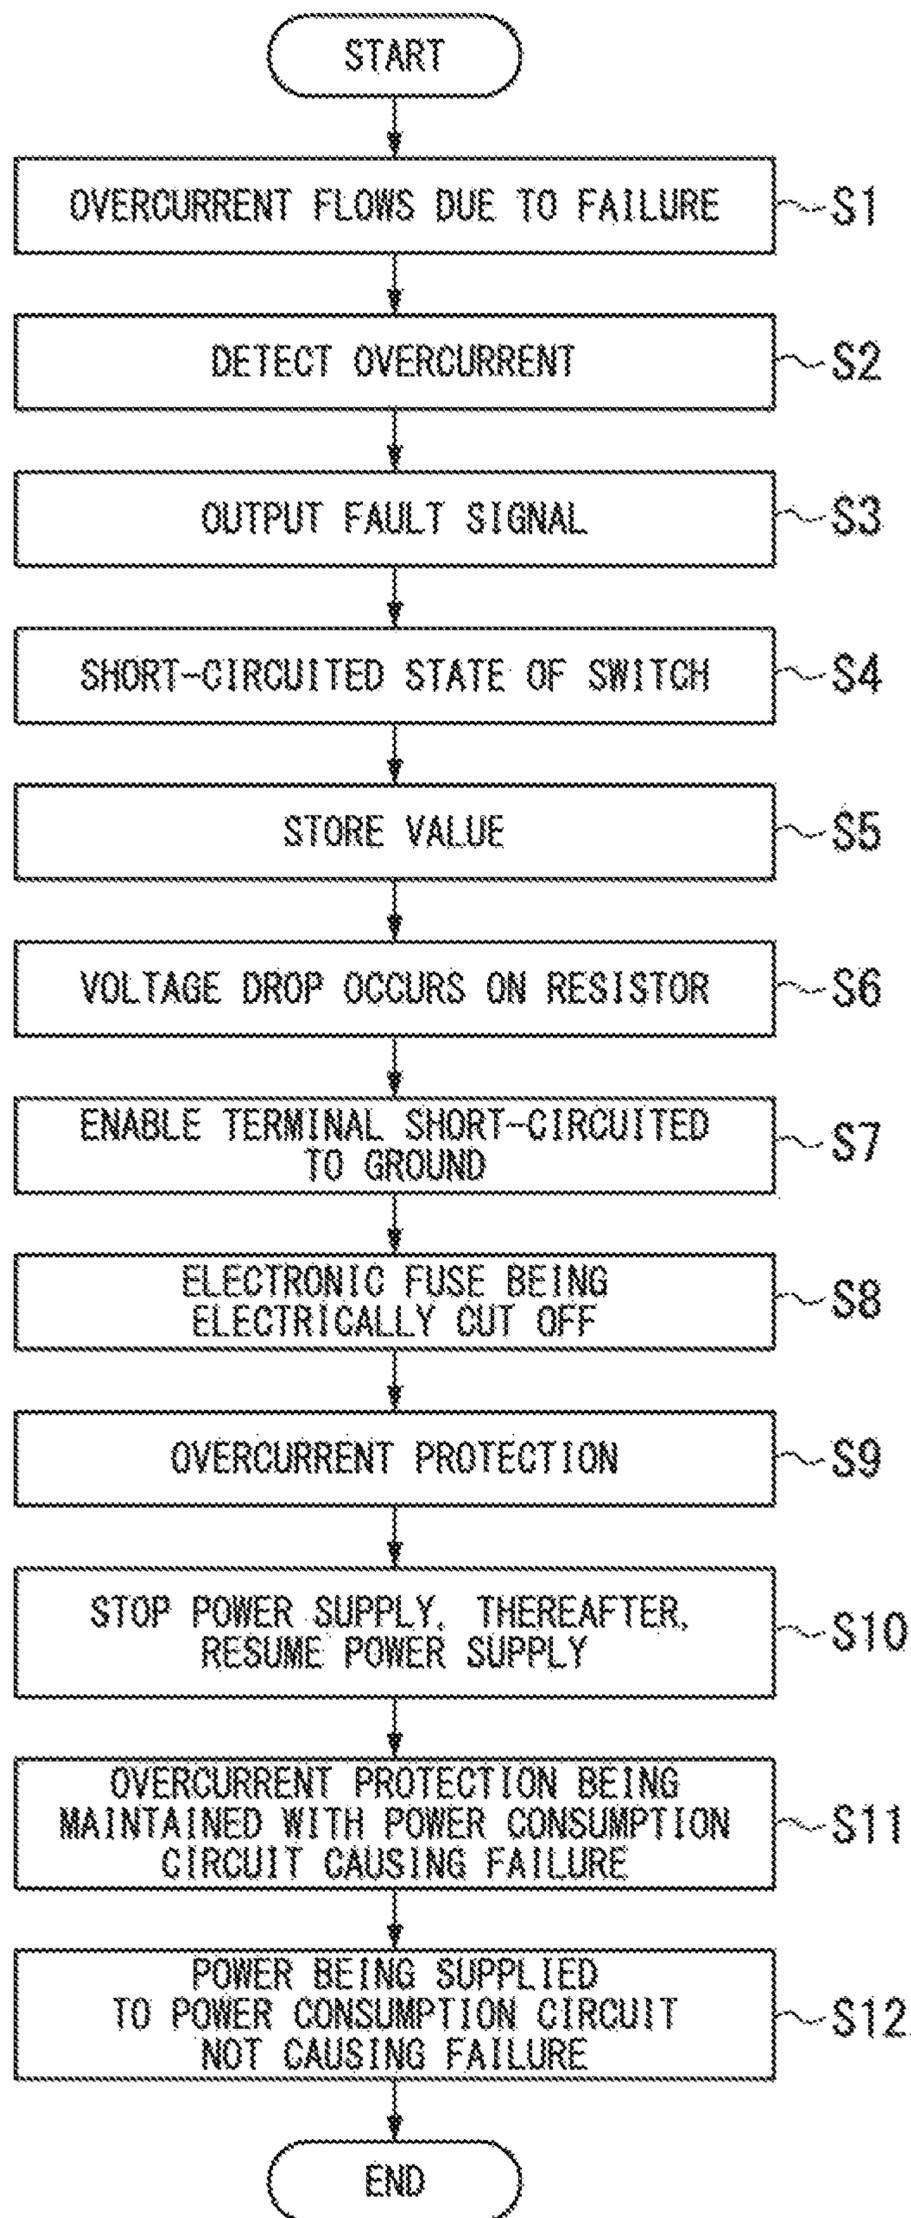 START
OVERCURRENT FLOWS DUE TO FAILURE
S1
DETECT OVERCURRENT
S2
OUTPUT FAULT SIGNAL
S3
SHORT-CIRCUITED STATE OF SWITCH
S4
STORE VALUE
S5
VOLTAGE DROP OCCURS ON RESISTOR
S6
ENABLE TERMINAL SHORT-CIRCUITED
TO GROUND
S7
ELECTRONIC FUSE BEING
ELECTRICALLY CUT OFF
S8
OVERCURRENT PROTECTION
S9
STOP POWER SUPPLY, THEREAFTER,
RESUME POWER SUPPLY
S10
OVERCURRENT PROTECTION BEING
MAINTAINED WITH POWER CONSUMPTION
CIRCUIT CAUSING FAILURE
S11
POWER BEING SUPPLIED
TO POWER CONSUMPTION CIRCUIT
NOT CAUSING FAILURE
S12
END